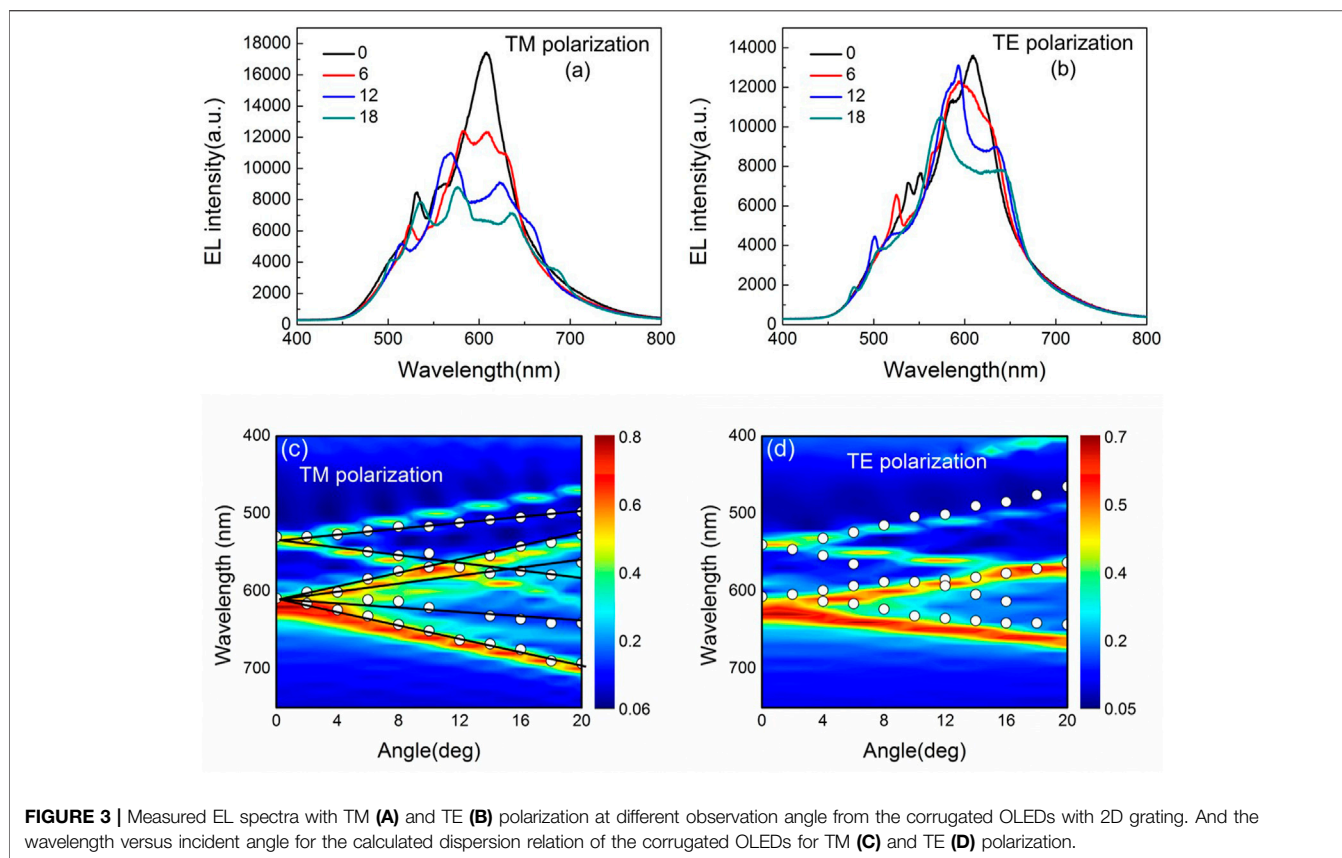 TM polarization
(a)
0
6
12
18
18000
16000
14000
12000
10000
8000
6000
4000
2000
0
EL intensity(a.u.)
400 500 600 700 800
Wavelength(nm)
TE polarization
(b)
0
6
12
18
14000
12000
10000
8000
6000
4000
2000
0
EL intensity(a.u.)
400 500 600 700 800
Wavelength(nm)
(c)
TM polarization
400
500
600
700
Wavelength (nm)
0 4 8 12 16 20
Angle(deg)
0.8
0.6
0.4
0.2
0.06
(d)
TE polarization
400
500
600
700
Wavelength (nm)
0 4 8 12 16 20
Angle(deg)
0.7
0.5
0.4
0.2
0.05
FIGURE 3 | Measured EL spectra with TM (A) and TE (B) polarization at different observation angle from the corrugated OLEDs with 2D grating. And the
wavelength versus incident angle for the calculated dispersion relation of the corrugated OLEDs for TM (C) and TE (D) polarization.